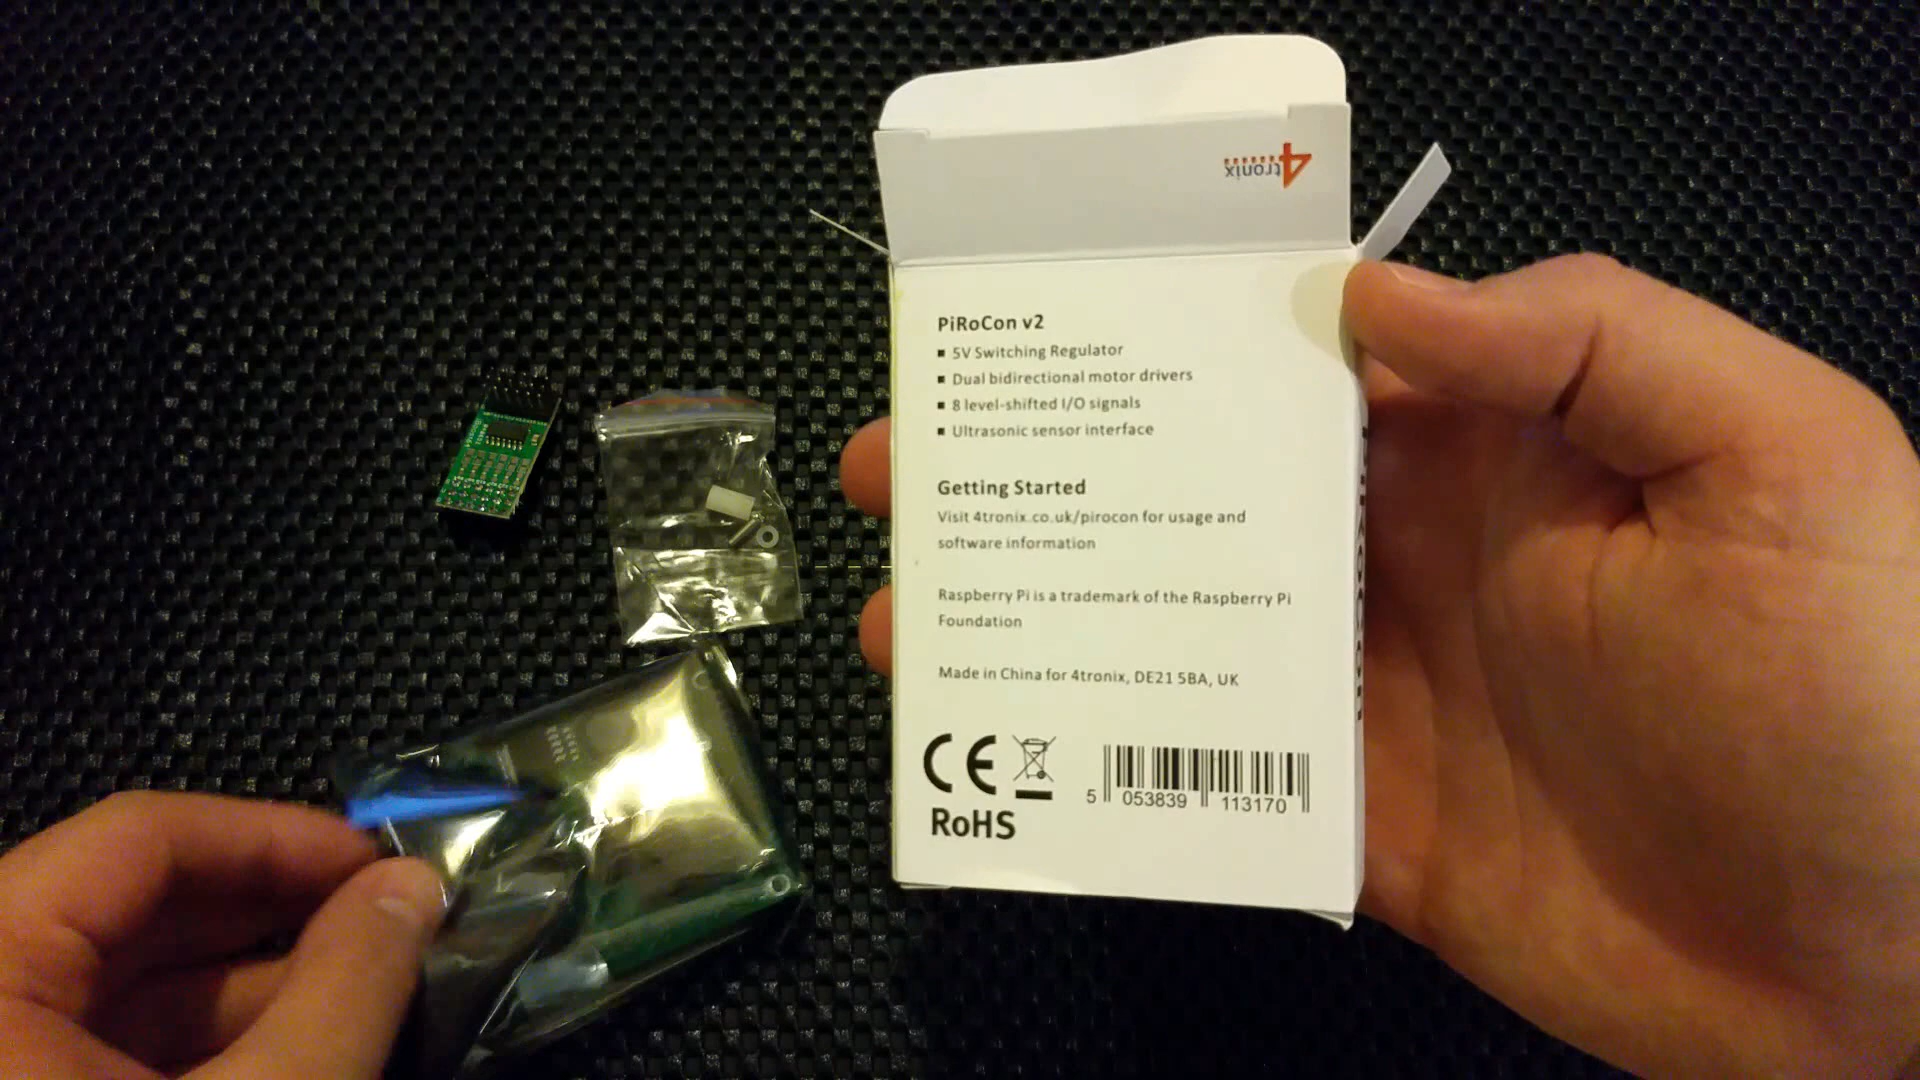 4tronix
PiRoCon v2
▪ 5V Switching Regulator
▪ Dual bidirectional motor drivers
▪ 8 level-shifted I/O signals
▪ Ultrasonic sensor interface
Getting Started
Visit 4tronix.co.uk/pirocon for usage and
software information
Raspberry Pi is a trademark of the Raspberry Pi
Foundation
Made in China for 4tronix, DE21 5BA, UK
CE
RoHS
5 053839 113170